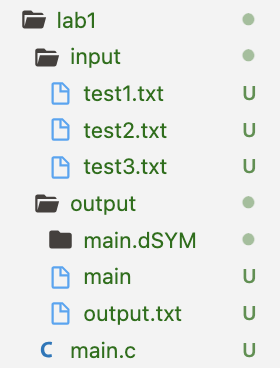 lab1
input
test1.txt U
test2.txt U
test3.txt U
output
main.dSYM
main U
output.txt U
C main.c U